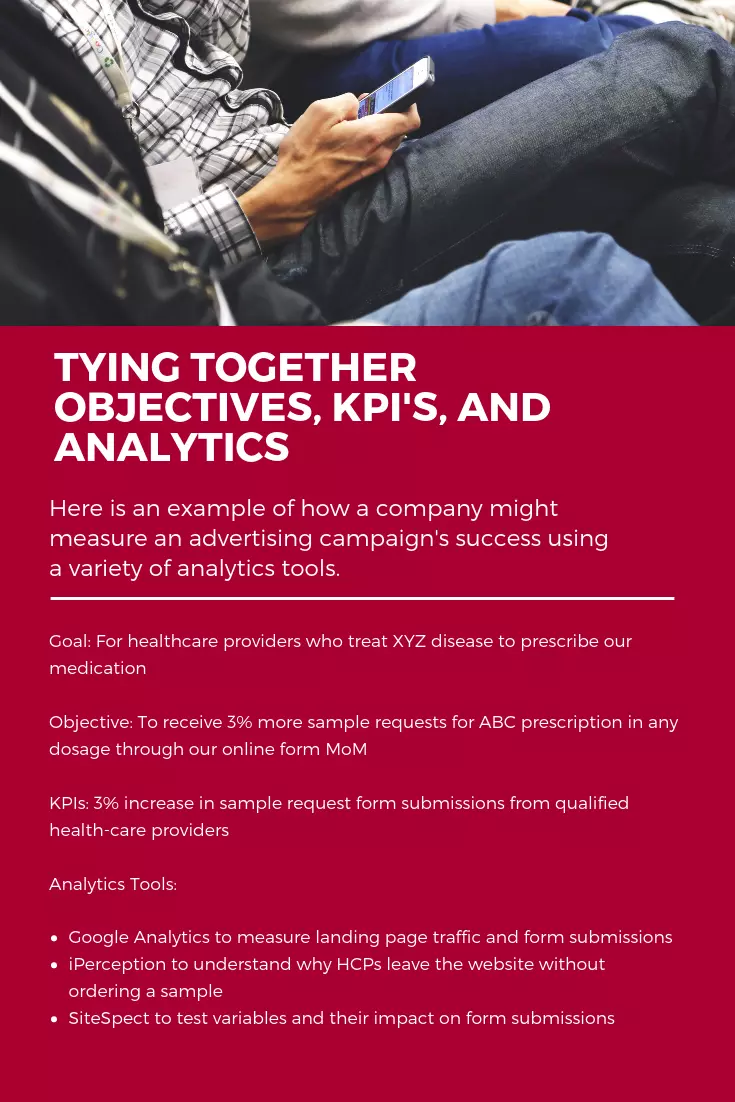 TYING TOGETHER
OBJECTIVES, KPI'S, AND
ANALYTICS
Here is an example of how a company might
measure an advertising campaign's success using
a variety of analytics tools.
Goal: For healthcare providers who treat XYZ disease to prescribe our
medication
Objective: To receive 3% more sample requests for ABC prescription in any
dosage through our online form MoM
KPIs: 3% increase in sample request form submissions from qualified
health-care providers
Analytics Tools:
• Google Analytics to measure landing page traffic and form submissions
• iPerception to understand why HCPs leave the website without
ordering a sample
• SiteSpect to test variables and their impact on form submissions